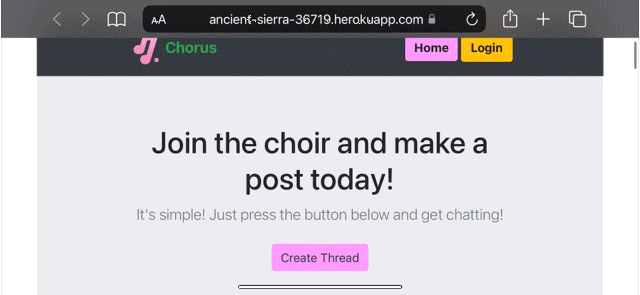 AA ancient-sierra-36719.herokuapp.com
Chorus Home Login
Join the choir and make a
post today!
It's simple! Just press the button below and get chatting!
Create Thread